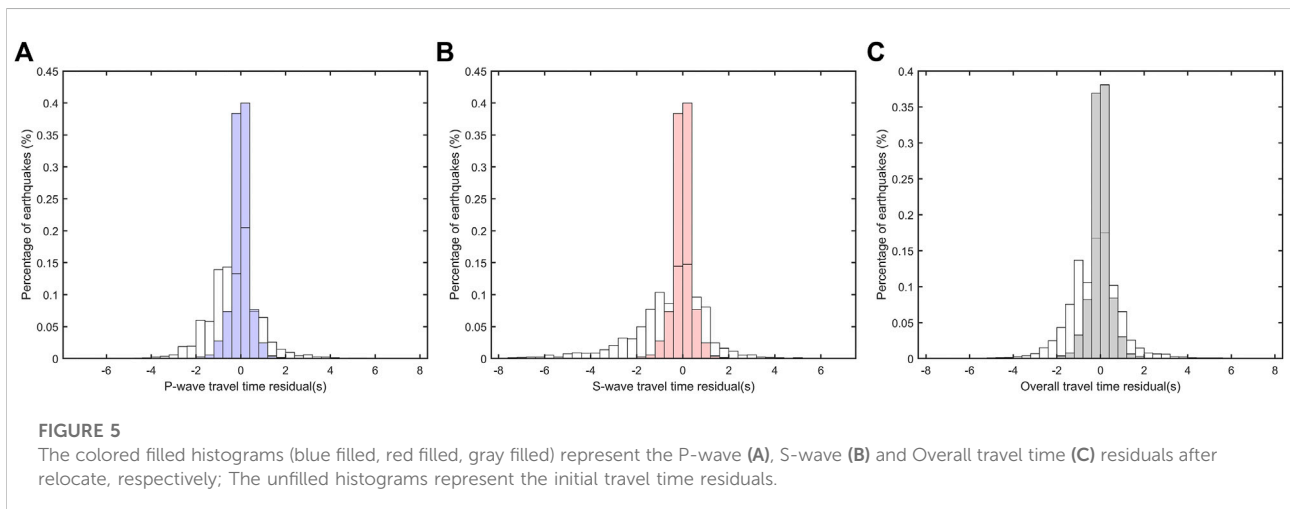 A
B
C
0.45
0.4
0.35
0.3
0.25
0.2
0.15
0.1
0.05
0
Percentage of earthquakes (%)
-6 -4 -2 0 2 4 6 8
P-wave travel time residual(s)
0.45
0.4
0.35
0.3
0.25
0.2
0.15
0.1
0.05
0
Percentage of earthquakes (%)
-8 -6 -4 -2 0 2 4 6
S-wave travel time residual(s)
0.4
0.35
0.3
0.25
0.2
0.15
0.1
0.05
0
Percentage of earthquakes (%)
-8 -6 -4 -2 0 2 4 6 8
Overall travel time residual(s)
FIGURE 5
The colored filled histograms (blue filled, red filled, gray filled) represent the P-wave (A), S-wave (B) and Overall travel time (C) residuals after
relocate, respectively; The unfilled histograms represent the initial travel time residuals.